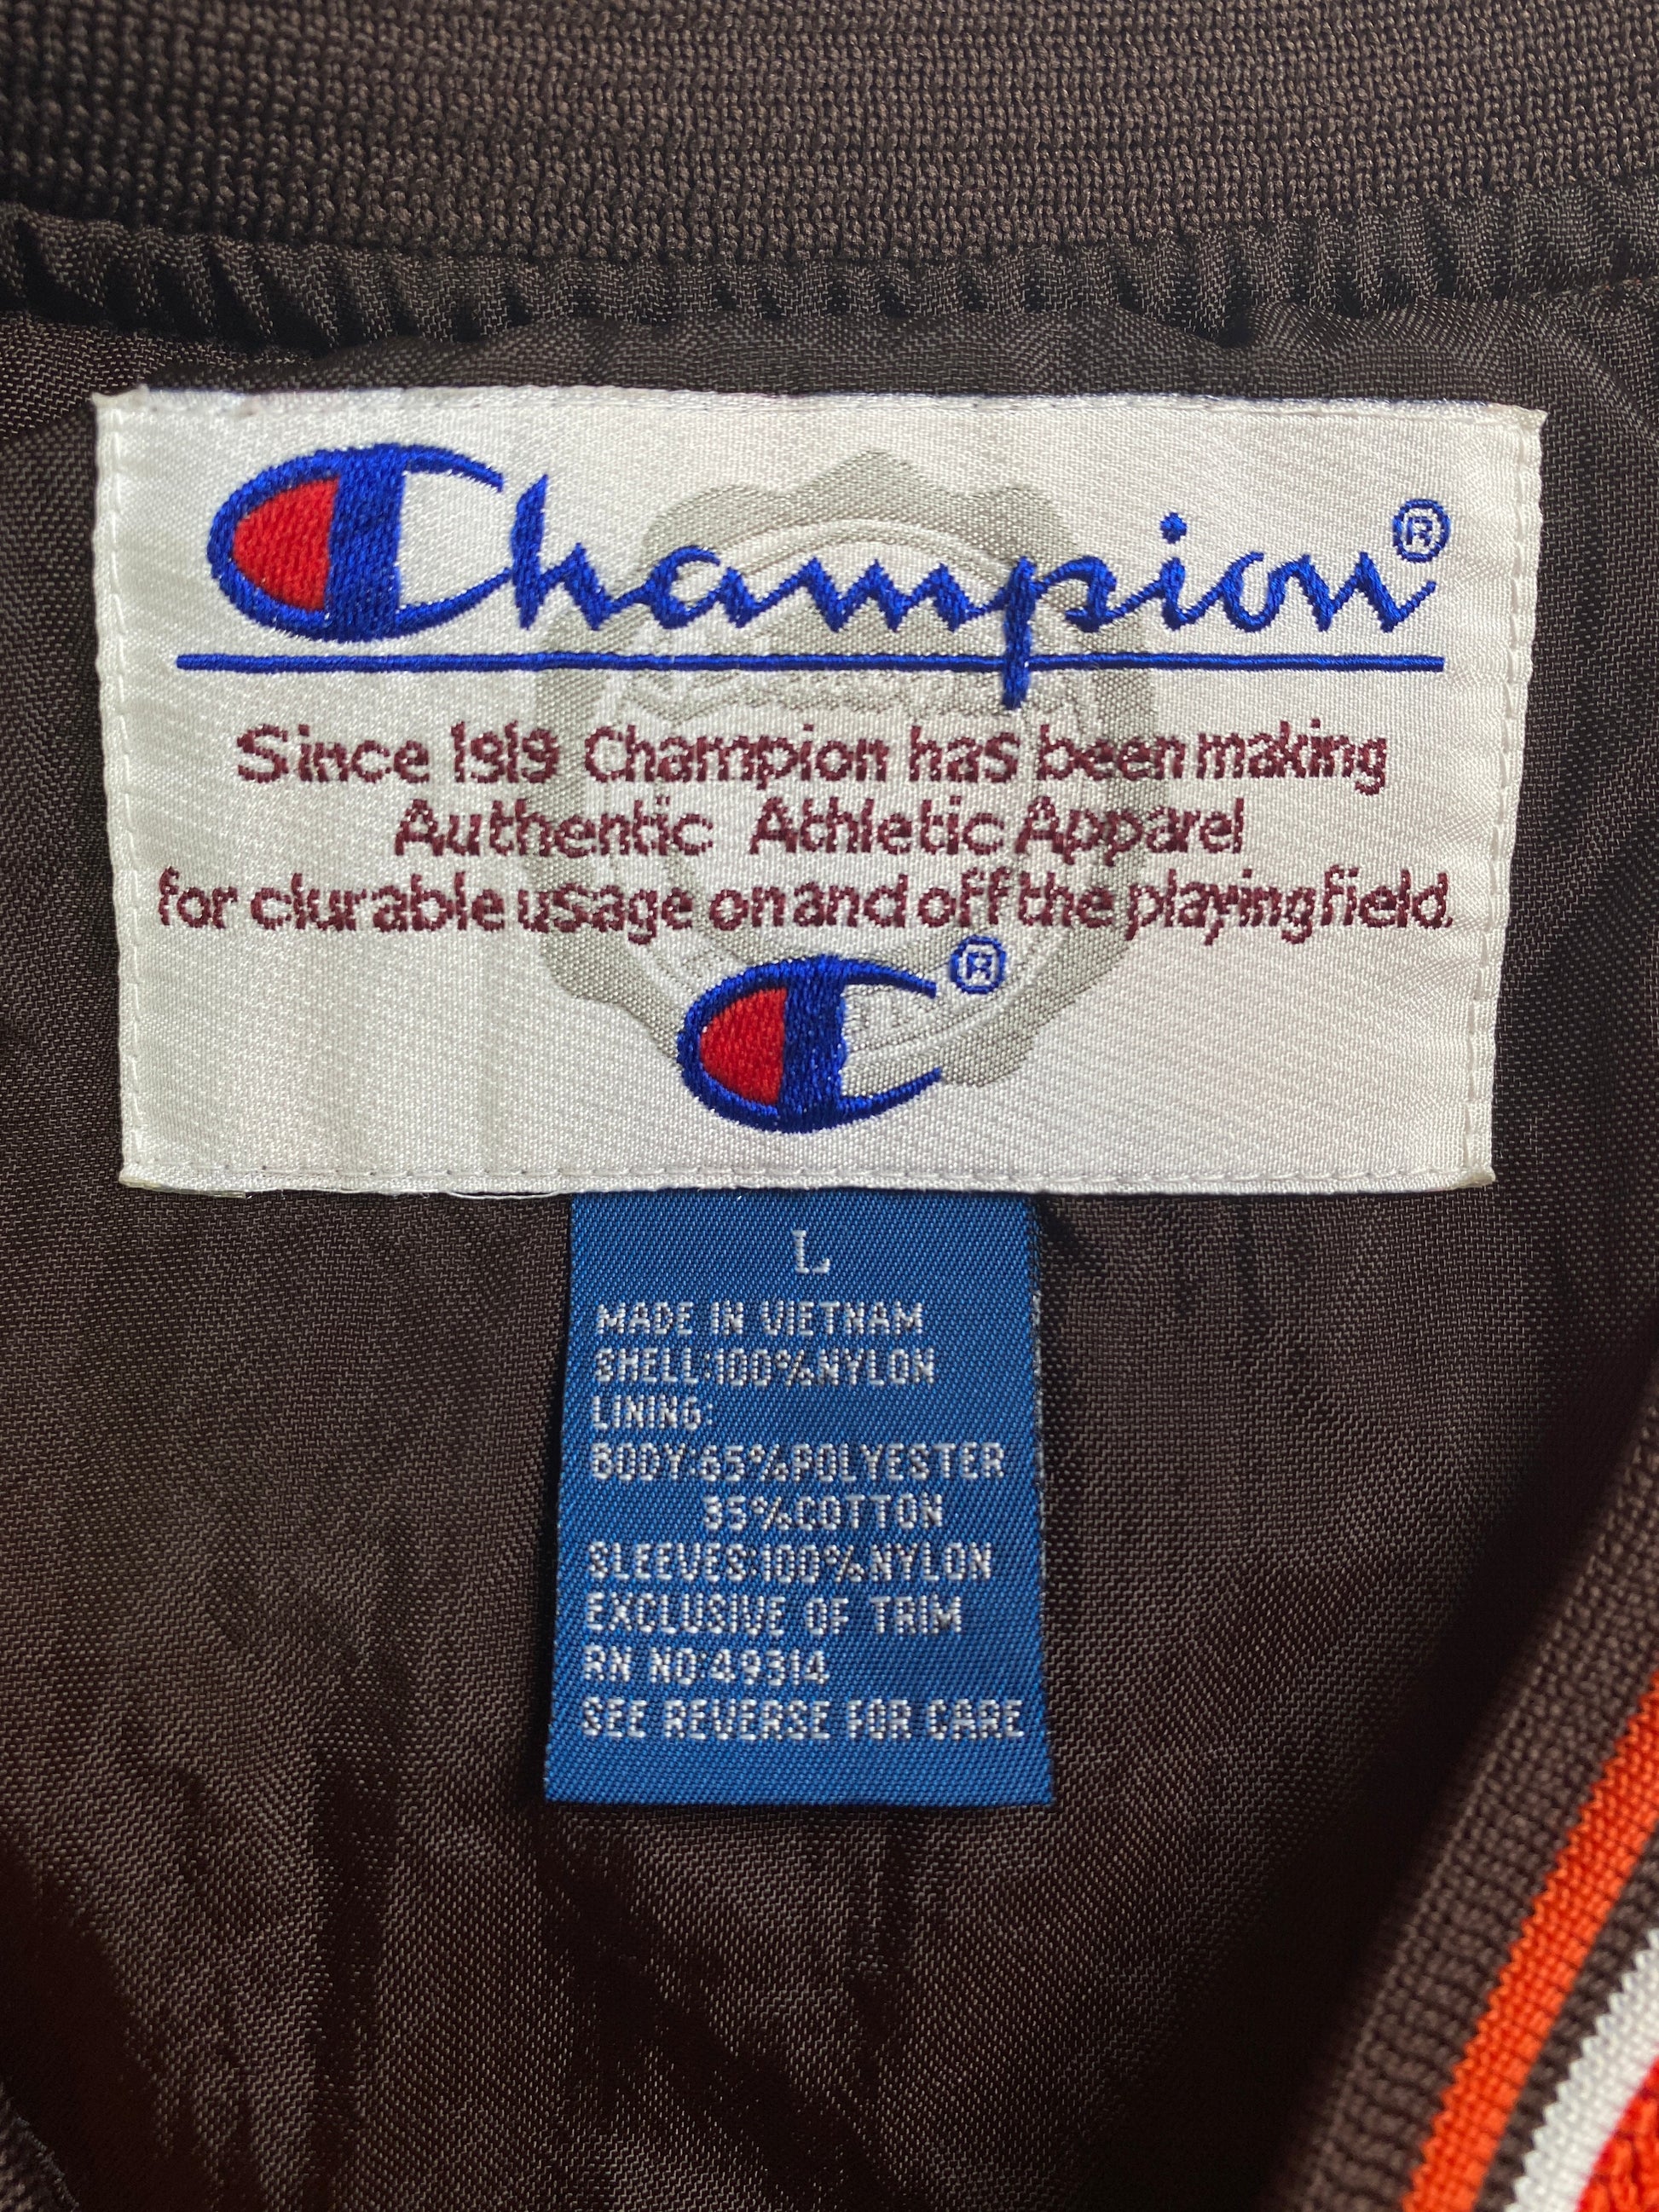 Champion®
Since 1919 Champion has been making
Authentic Athletic Apparel
for durable usage on and off the playing field.
®
L
MADE IN VIETNAM
SHELL:100%NYLON
LINING:
BODY:65%POLYESTER
35%COTTON
SLEEVES:100%NYLON
EXCLUSIVE OF TRIM
RN NO:49314
SEE REVERSE FOR CARE